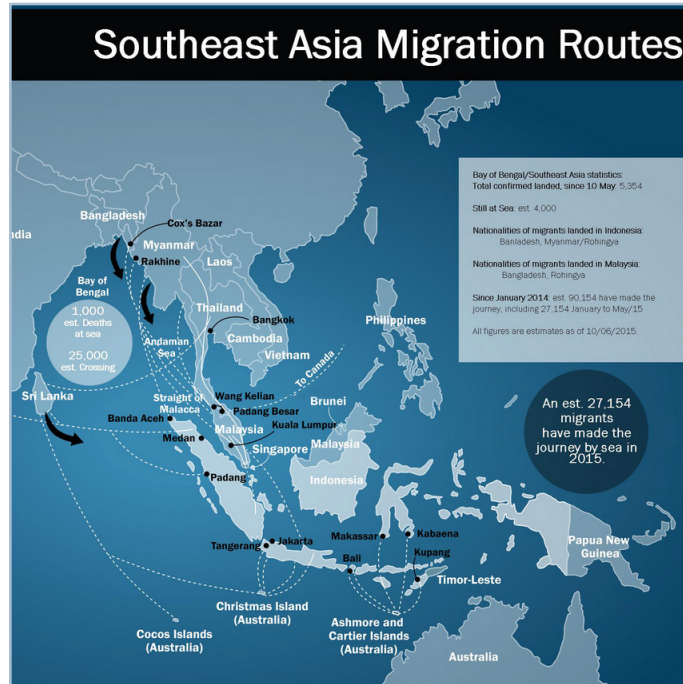 Southeast Asia Migration Routes
Bay of Bengal/Southeast Asia statistics:
Total confirmed landed, since 10 May: 5,354
Still at Sea: est. 4,000
Nationalities of migrants landed in Indonesia:
Banladesh, Myanmar/Rohingya
Nationalities of migrants landed in Malaysia:
Bangladesh, Rohingya
Since January 2014: est. 90,154 have made the
journey, including 27,154 January to May/15
All figures are estimates as of 10/06/2015.
Bangladesh
Cox's Bazar
ndia
Myanmar
Rakhine
Laos
Bay of
Bengal
1,000
est. Deaths
at sea
25,000
est. Crossing
Thailand
Bangkok
Andaman
Sea
Cambodia
Vietnam
Philippines
To Canada
Sri Lanka
Straight of
Malacca
Wang Kelian
Padang Besar
Brunei
Banda Aceh
Malaysia
Kuala Lumpur
Medan
Singapore
Malaysia
An est. 27,154
migrants
have made the
journey by sea in
2015.
Padang
Indonesia
Tangerang
Jakarta
Makassar
Kabaena
Papua New
Guinea
Bali
Kupang
Timor-Leste
Christmas Island
(Australia)
Cocos Islands
(Australia)
Ashmore and
Cartier Islands
(Australia)
Australia